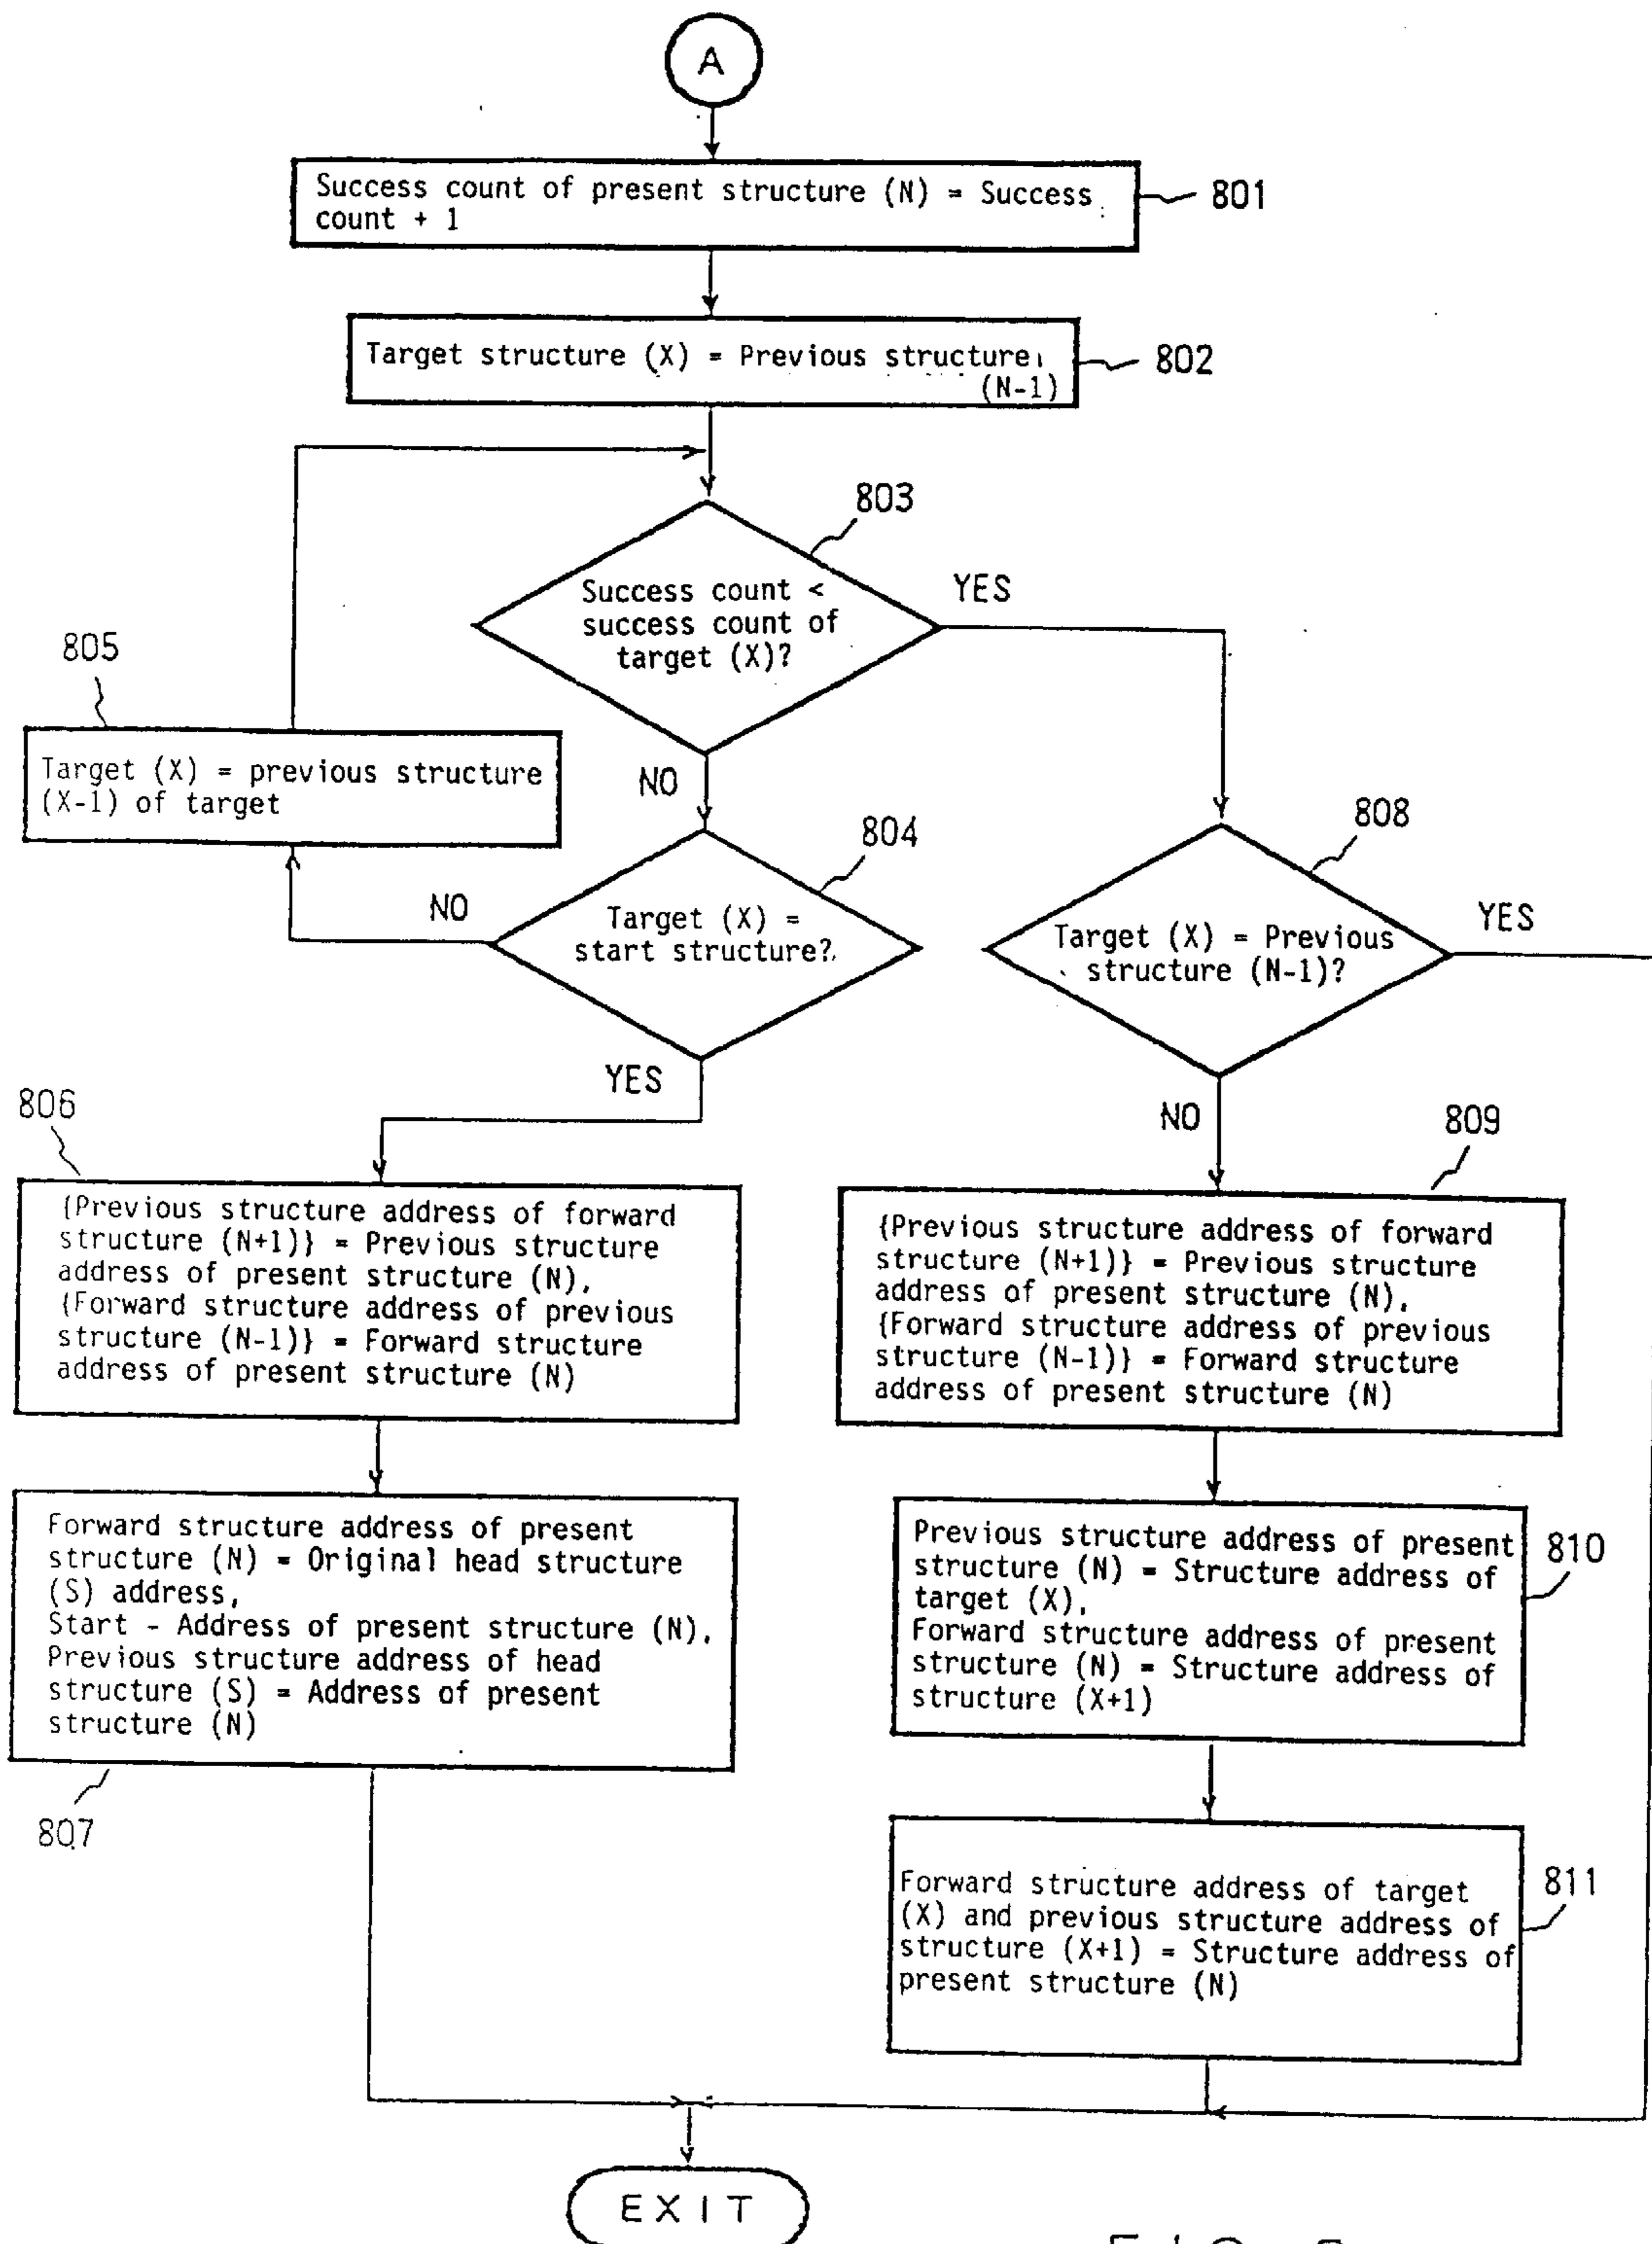 A
Success count of present structure (N) = Success
count + 1
801
Target structure (X) = Previous structure
(N-1)
802
803
Success count <
success count of
target (X)?
YES
805
Target (X) = previous structure
(X-1) of target
NO
804
808
Target (X) =
start structure?
NO
Target (X) = Previous
structure (N-1)?
YES
YES
806
NO
809
{Previous structure address of forward
structure (N+1)} = Previous structure
address of present structure (N),
{Forward structure address of previous
structure (N-1)} = Forward structure
address of present structure (N)
{Previous structure address of forward
structure (N+1)} = Previous structure
address of present structure (N),
{Forward structure address of previous
structure (N-1)} = Forward structure
address of present structure (N)
Forward structure address of present
structure (N) = Original head structure
(S) address,
Start - Address of present structure (N),
Previous structure address of head
structure (S) = Address of present
structure (N)
807
Previous structure address of present
structure (N) = Structure address of
target (X),
Forward structure address of present
structure (N) = Structure address of
structure (X+1)
810
Forward structure address of target
(X) and previous structure address of
structure (X+1) = Structure address of
present structure (N)
811
EXIT